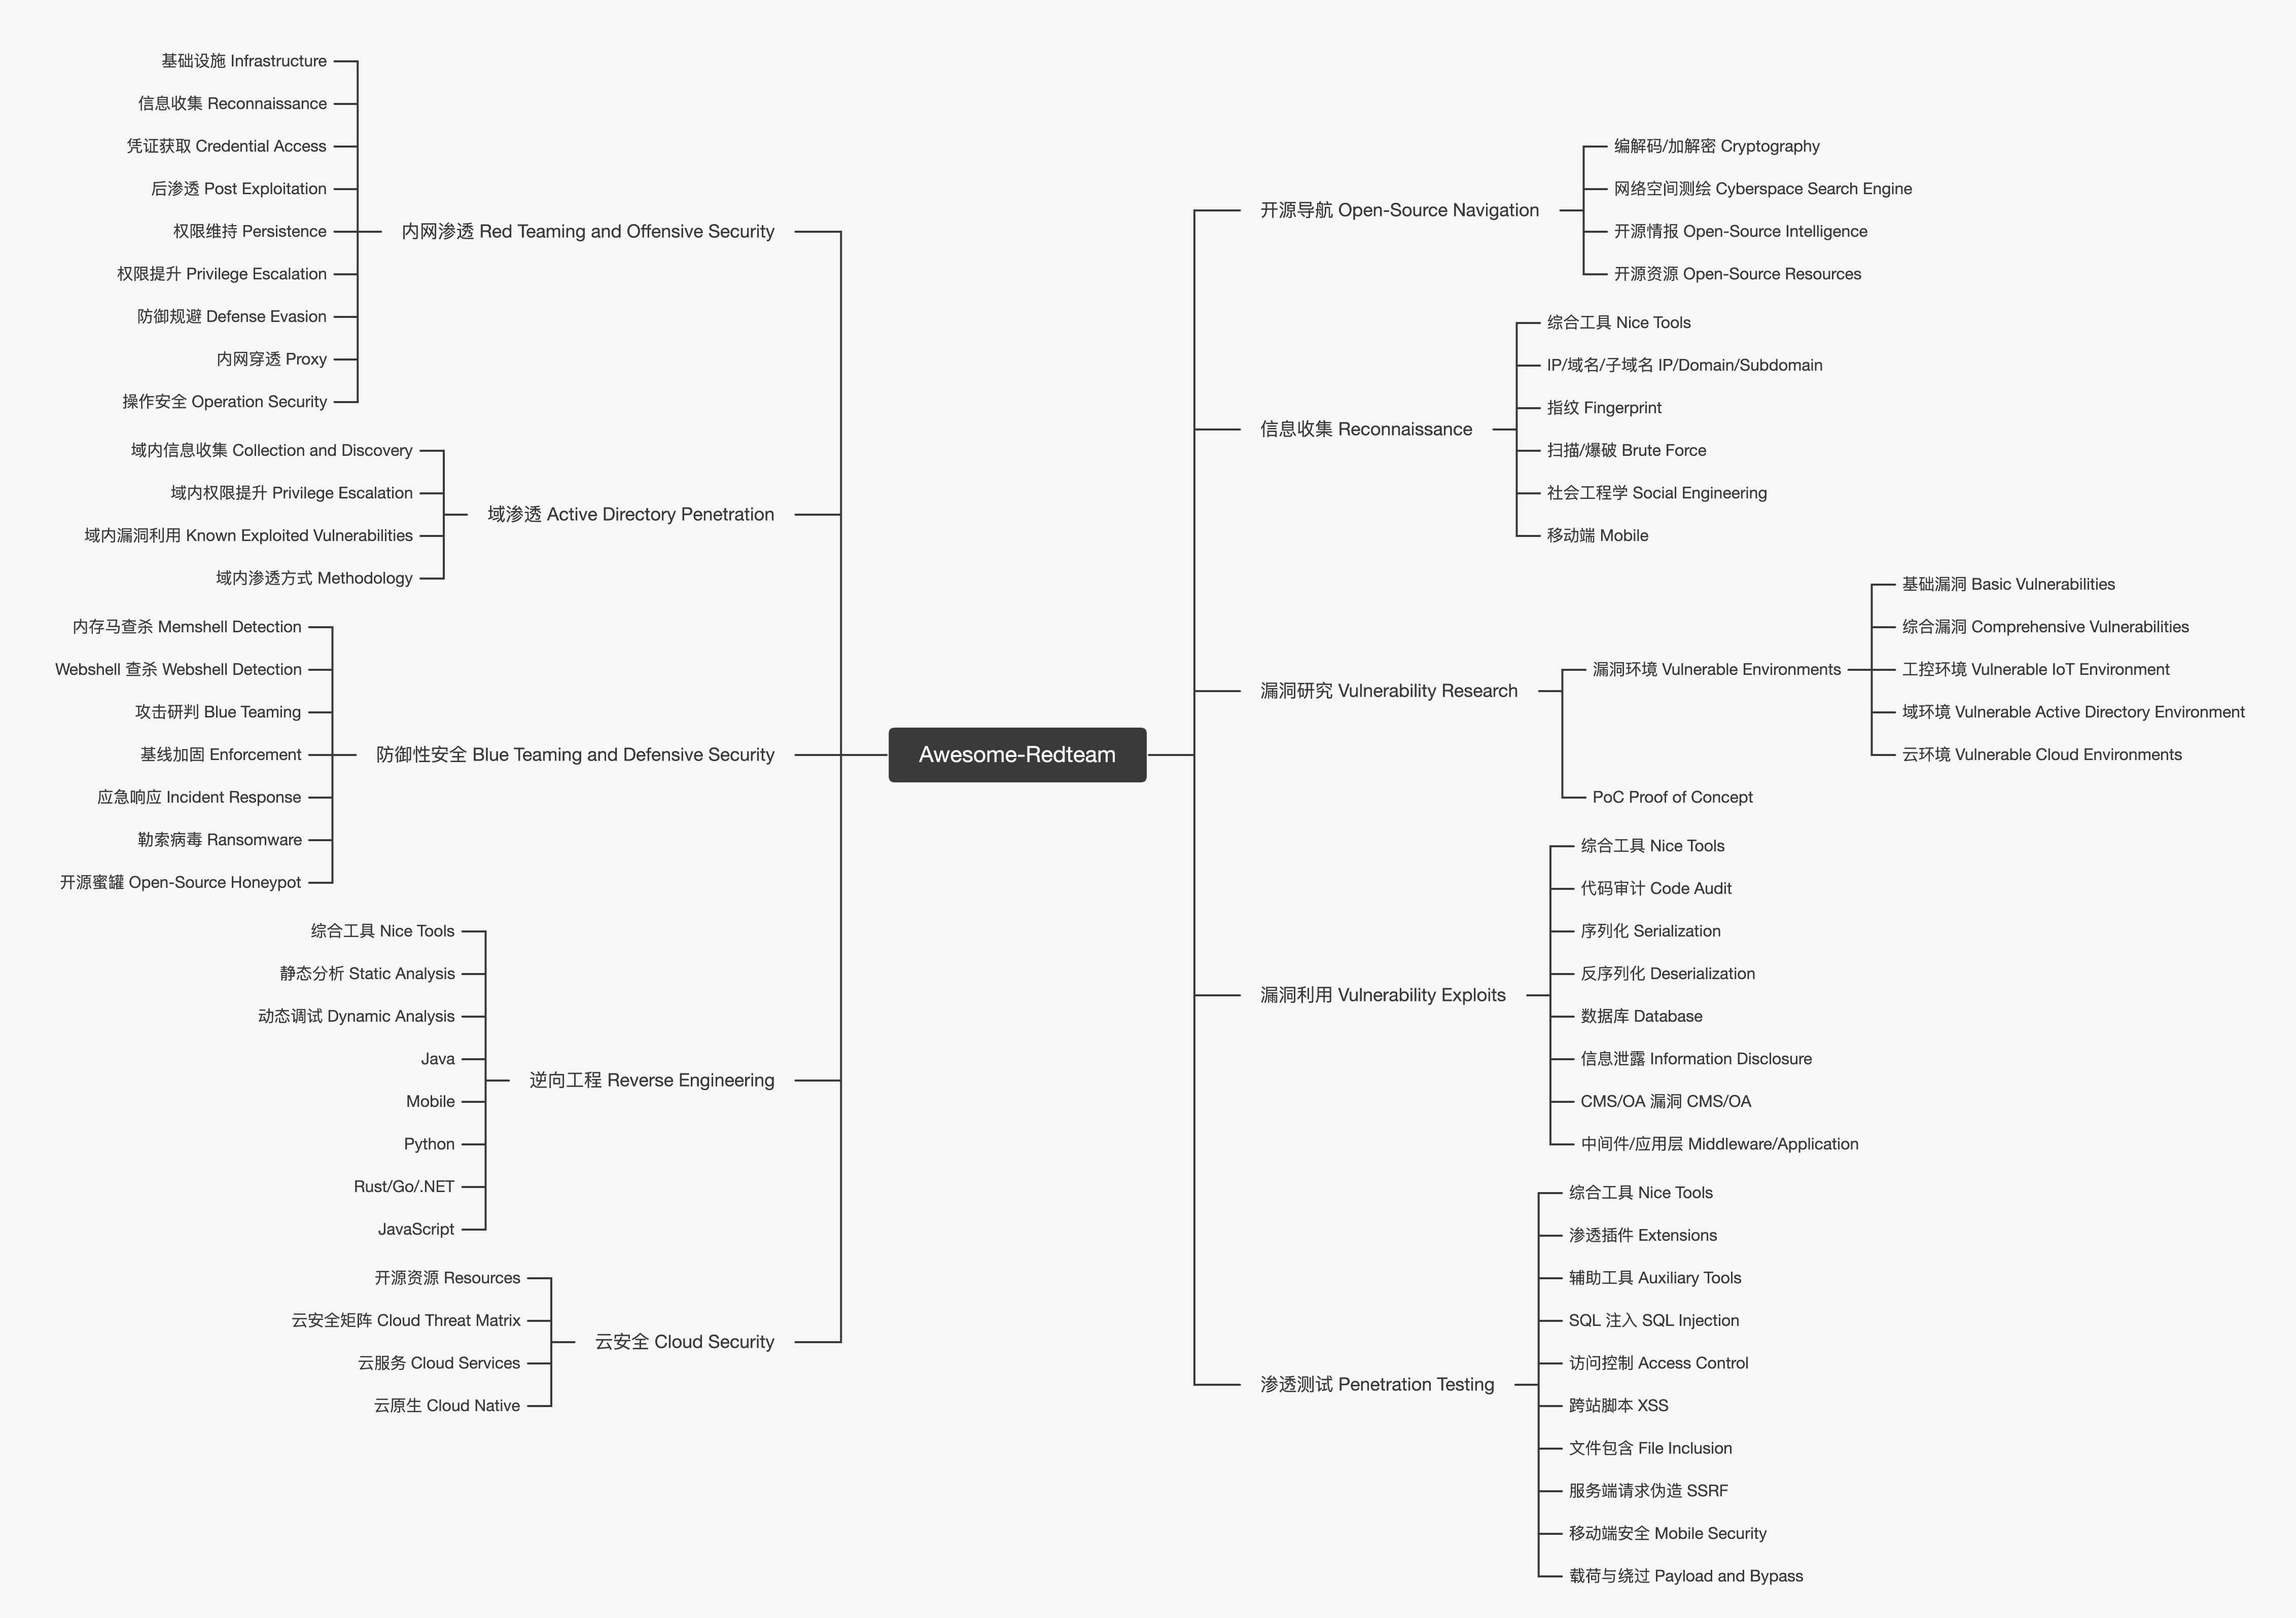 Awesome-Redteam
开源导航 Open-Source Navigation
编解码/加解密 Cryptography
网络空间测绘 Cyberspace Search Engine
开源情报 Open-Source Intelligence
开源资源 Open-Source Resources
信息收集 Reconnaissance
综合工具 Nice Tools
IP/域名/子域名 IP/Domain/Subdomain
指纹 Fingerprint
扫描/爆破 Brute Force
社会工程学 Social Engineering
移动端 Mobile
漏洞研究 Vulnerability Research
漏洞环境 Vulnerable Environments
基础漏洞 Basic Vulnerabilities
综合漏洞 Comprehensive Vulnerabilities
工控环境 Vulnerable IoT Environment
域环境 Vulnerable Active Directory Environment
云环境 Vulnerable Cloud Environments
PoC Proof of Concept
漏洞利用 Vulnerability Exploits
综合工具 Nice Tools
代码审计 Code Audit
序列化 Serialization
反序列化 Deserialization
数据库 Database
信息泄露 Information Disclosure
CMS/OA 漏洞 CMS/OA
中间件/应用层 Middleware/Application
渗透测试 Penetration Testing
综合工具 Nice Tools
渗透插件 Extensions
辅助工具 Auxiliary Tools
SQL 注入 SQL Injection
访问控制 Access Control
跨站脚本 XSS
文件包含 File Inclusion
服务端请求伪造 SSRF
移动端安全 Mobile Security
载荷与绕过 Payload and Bypass
内网渗透 Red Teaming and Offensive Security
基础设施 Infrastructure
信息收集 Reconnaissance
凭证获取 Credential Access
后渗透 Post Exploitation
权限维持 Persistence
权限提升 Privilege Escalation
防御规避 Defense Evasion
内网穿透 Proxy
操作安全 Operation Security
域渗透 Active Directory Penetration
域内信息收集 Collection and Discovery
域内权限提升 Privilege Escalation
域内漏洞利用 Known Exploited Vulnerabilities
域内渗透方式 Methodology
防御性安全 Blue Teaming and Defensive Security
内存马查杀 Memshell Detection
Webshell 查杀 Webshell Detection
攻击研判 Blue Teaming
基线加固 Enforcement
应急响应 Incident Response
勒索病毒 Ransomware
开源蜜罐 Open-Source Honeypot
逆向工程 Reverse Engineering
综合工具 Nice Tools
静态分析 Static Analysis
动态调试 Dynamic Analysis
Java
Mobile
Python
Rust/Go/.NET
JavaScript
云安全 Cloud Security
开源资源 Resources
云安全矩阵 Cloud Threat Matrix
云服务 Cloud Services
云原生 Cloud Native